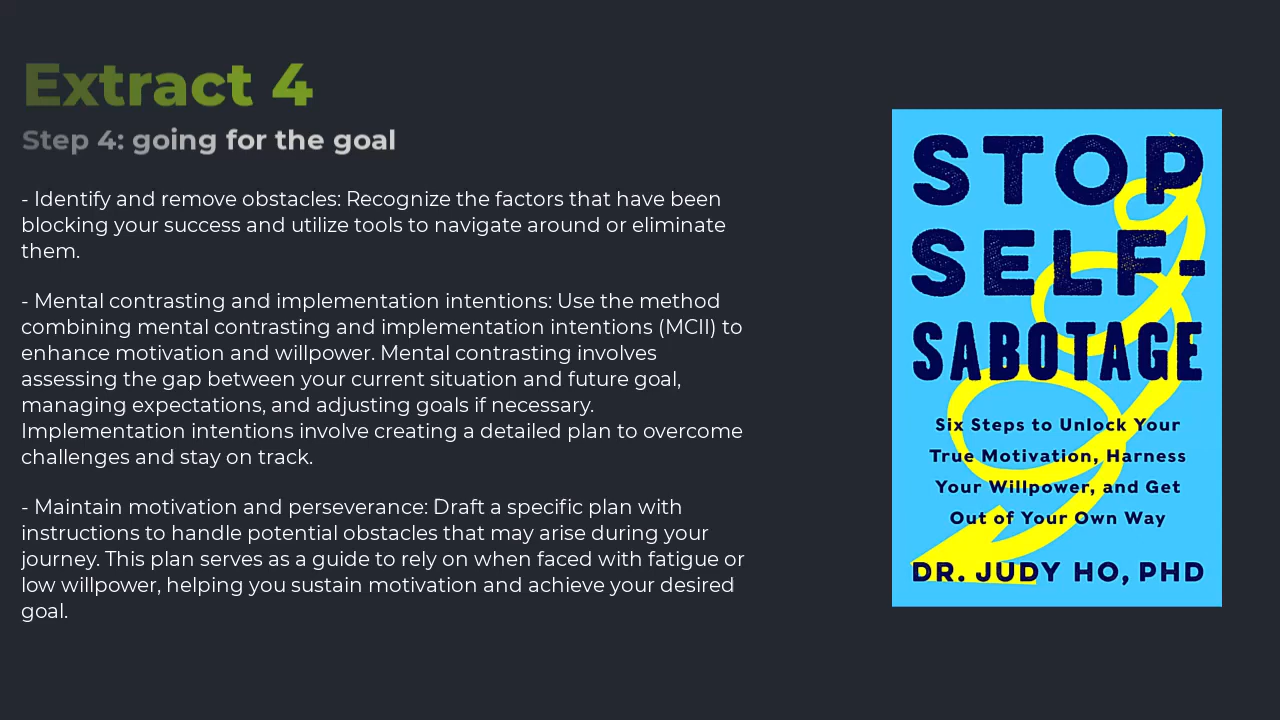 Extract 4
Step 4: going for the goal
- Identify and remove obstacles: Recognize the factors that have been
blocking your success and utilize tools to navigate around or eliminate
them.
- Mental contrasting and implementation intentions: Use the method
combining mental contrasting and implementation intentions (MCII) to
enhance motivation and willpower. Mental contrasting involves
assessing the gap between your current situation and future goal,
managing expectations, and adjusting goals if necessary.
Implementation intentions involve creating a detailed plan to overcome
challenges and stay on track.
- Maintain motivation and perseverance: Draft a specific plan with
instructions to handle potential obstacles that may arise during your
journey. This plan serves as a guide to rely on when faced with fatigue or
low willpower, helping you sustain motivation and achieve your desired
goal.
STOP
SELF-
SABOTAGE
Six Steps to Unlock Your
True Motivation, Harness
Your Willpower, and Get
Out of Your Own Way
DR. JUDY HO, PHD